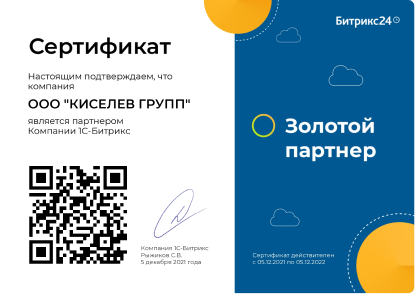 Сертификат
Настоящим подтверждаем, что
компания
ООО "КИСЕЛЕВ ГРУПП"
является партнером
Компании 1С-Битрикс
Компания 1С-Битрикс
Рыжиков С.В.
5 декабря 2021 года
Битрикс24
Золотой
партнер
Сертификат действителен
с 05.12.2021 по 05.12.2022